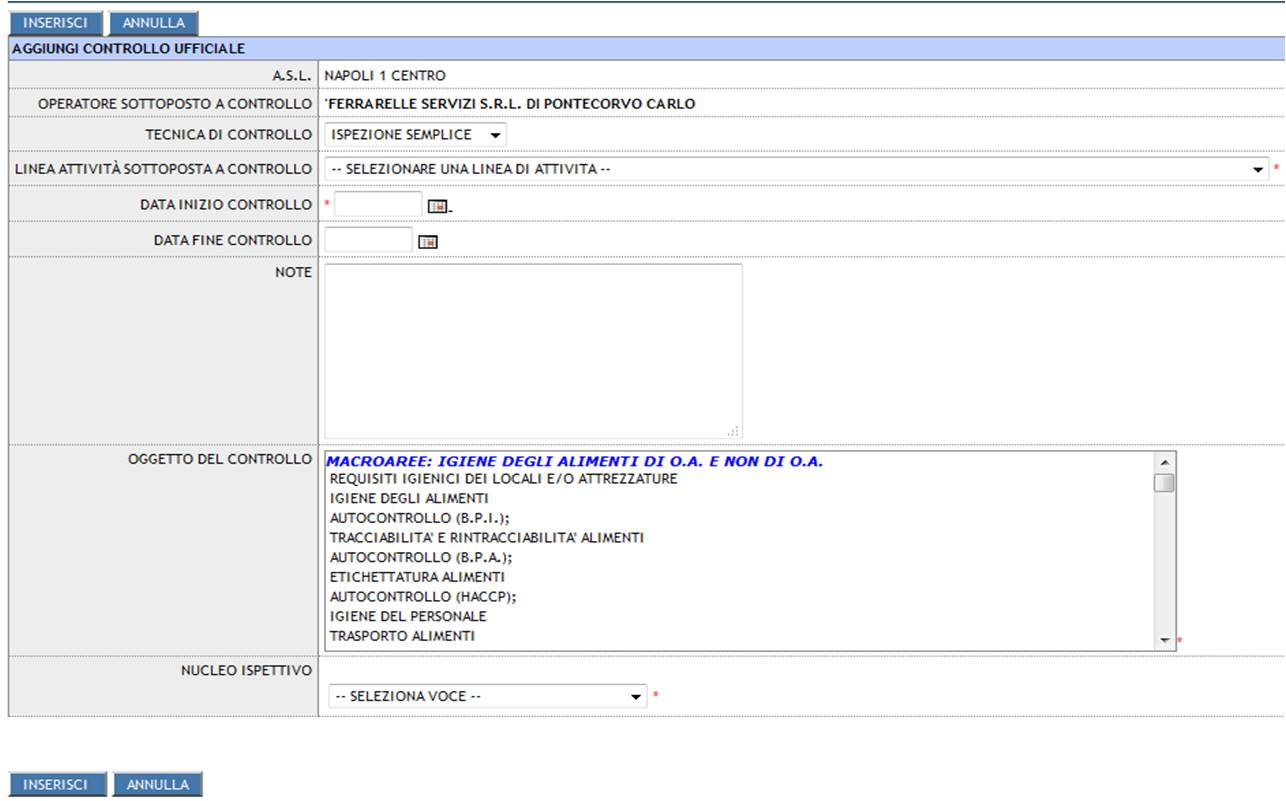 INSERISCI ANNULLA
AGGIUNGI CONTROLLO UFFICIALE
A.S.L. NAPOLI 1 CENTRO
OPERATORE SOTTOPOSTO A CONTROLLO 'FERRARELLE SERVIZI S.R.L. DI PONTECORVO CARLO
TECNICA DI CONTROLLO ISPEZIONE SEMPLICE
LINEA ATTIVITÀ SOTTOPOSTA A CONTROLLO -- SELEZIONARE UNA LINEA DI ATTIVITA -- *
DATA INIZIO CONTROLLO *
DATA FINE CONTROLLO
NOTE
OGGETTO DEL CONTROLLO MACROAREE: IGIENE DEGLI ALIMENTI DI O.A. E NON DI O.A.
REQUISITI IGIENICI DEI LOCALI E/O ATTREZZATURE
IGIENE DEGLI ALIMENTI
AUTOCONTROLLO (B.P.I.);
TRACCIABILITA' E RINTRACCIABILITA' ALIMENTI
AUTOCONTROLLO (B.P.A.);
ETICHETTATURA ALIMENTI
AUTOCONTROLLO (HACCP);
IGIENE DEL PERSONALE
TRASPORTO ALIMENTI *
NUCLEO ISPETTIVO
-- SELEZIONA VOCE -- *
INSERISCI ANNULLA